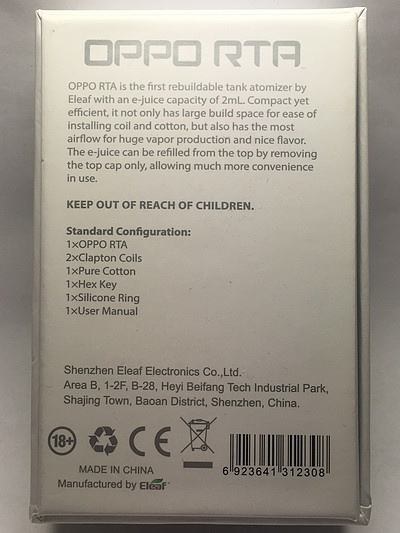 OPPO RTA
OPPO RTA is the first rebuildable tank atomizer by
Eleaf with an e-juice capacity of 2mL. Compact yet
efficient, it not only has large build space for ease of
installing coil and cotton, but also has the most
airflow for huge vapor production and nice flavor.
The e-juice can be refilled from the top by removing
the top cap only, allowing much more convenience
in use.
KEEP OUT OF REACH OF CHILDREN.
Standard Configuration:
1×OPPO RTA
2×Clapton Coils
1×Pure Cotton
1×Hex Key
1×Silicone Ring
1×User Manual
Shenzhen Eleaf Electronics Co.,Ltd.
Area B, 1-2F, B-28, Heyi Beifang Tech Industrial Park,
Shajing Town, Baoan District, Shenzhen, China.
18+ CE
6 923641 312308
MADE IN CHINA
Manufactured by Eleaf